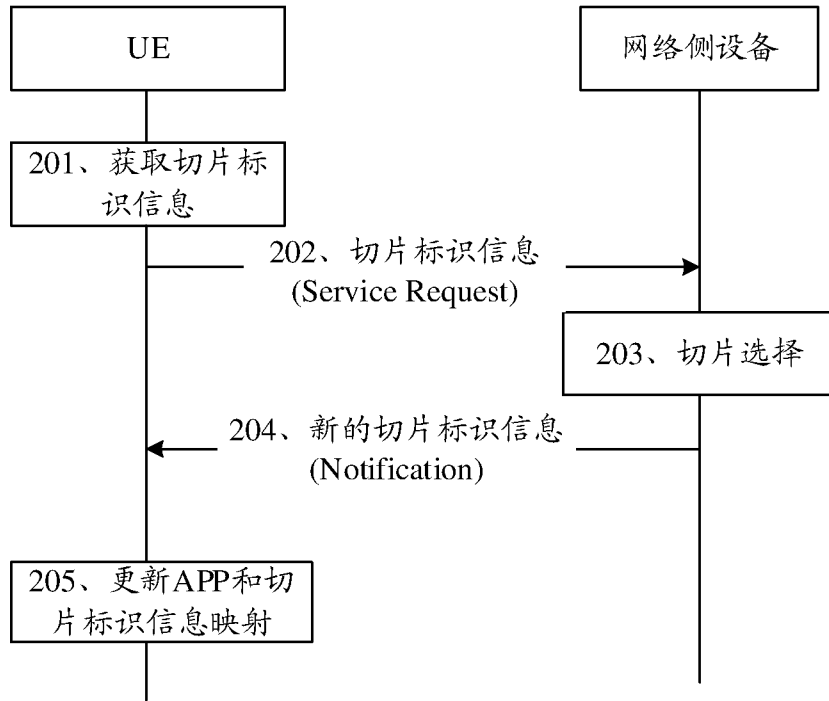 UE
网络侧设备
201、获取切片标
识信息
202、切片标识信息
(Service Request)
203、切片选择
204、新的切片标识信息
(Notification)
205、更新APP和切
片标识信息映射